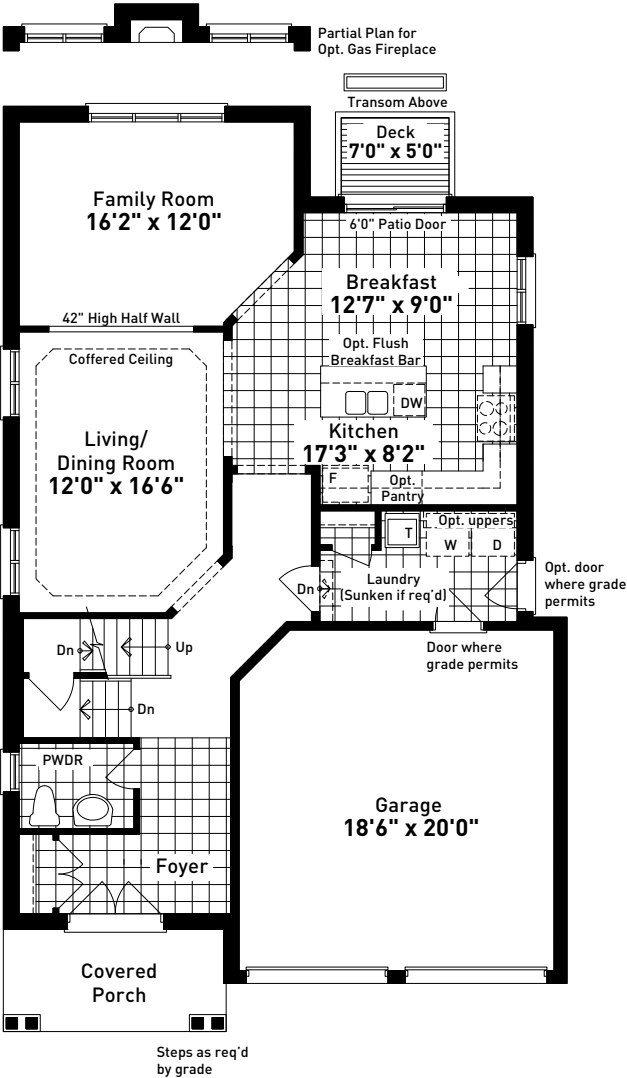 Partial Plan for
Opt. Gas Fireplace
Transom Above
Deck
7'0" x 5'0"
Family Room
16'2" x 12'0"
6'0" Patio Door
Breakfast
12'7" x 9'0"
42" High Half Wall
Opt. Flush
Breakfast Bar
Coffered Ceiling
DW
Living/
Dining Room
12'0" x 16'6"
Kitchen
17'3" x 8'2"
F
Opt.
Pantry
T
Opt. uppers
W
D
Dn
Laundry
(Sunken if req'd)
Opt. door
where grade
permits
Dn
Up
Door where
grade permits
Dn
PWDR
Garage
18'6" x 20'0"
Foyer
Covered
Porch
Steps as req'd
by grade